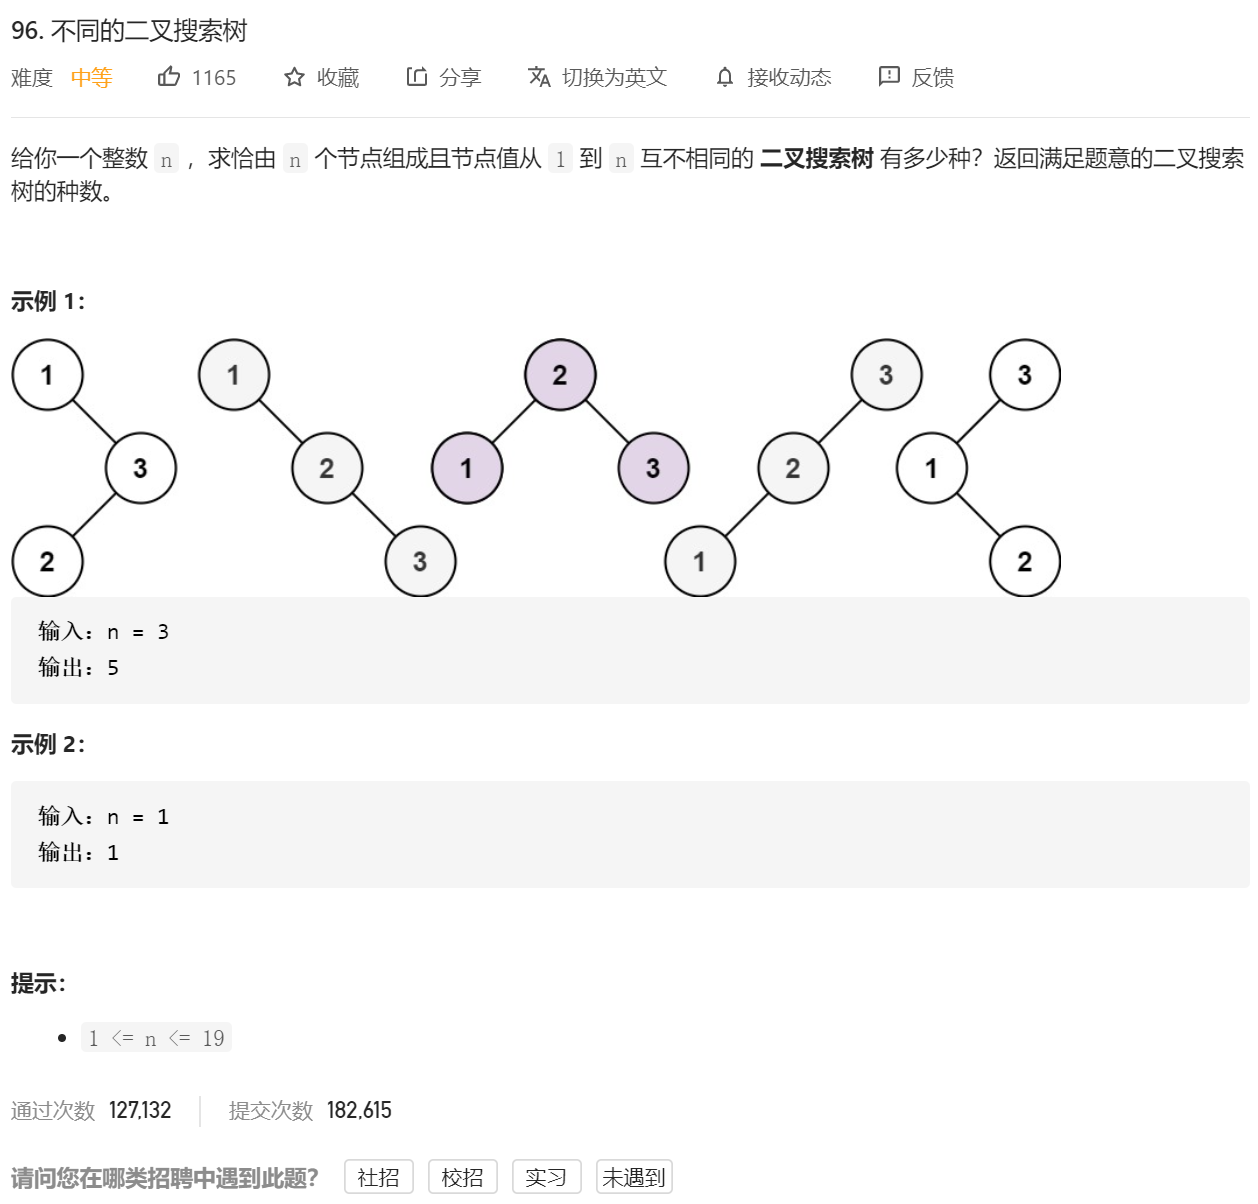 96. 不同的二叉搜索树
难度 中等 1165 收藏 分享 切换为英文 接收动态 反馈
给你一个整数 n ，求恰由 n 个节点组成且节点值从 1 到 n 互不相同的 二叉搜索树 有多少种？返回满足题意的二叉搜索
树的种数。
示例 1：
1 1 2 3 3
3 2 1 3 2 1
2 3 1 2
输入：n = 3
输出：5
示例 2：
输入：n = 1
输出：1
提示：
1 <= n <= 19
通过次数 127,132 提交次数 182,615
请问您在哪类招聘中遇到此题？ 社招 校招 实习 未遇到